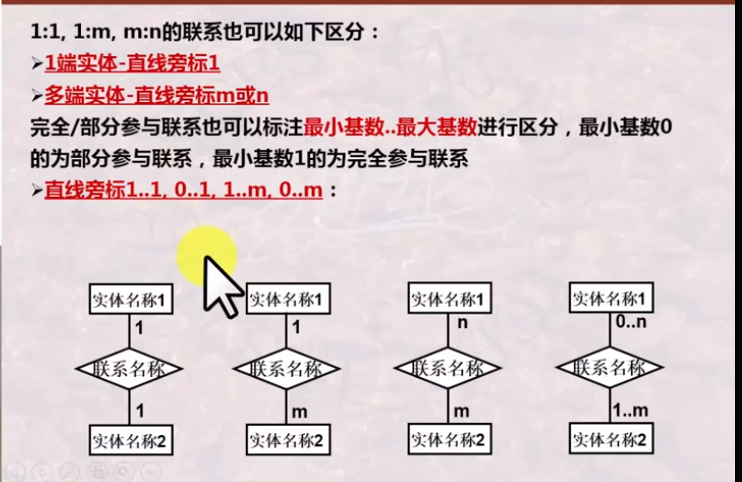 1:1, 1:m, m:n的联系也可以如下区分：
➢1端实体-直线旁标1
➢多端实体-直线旁标m或n
完全/部分参与联系也可以标注最小基数..最大基数进行区分，最小基数0
的为部分参与联系，最小基数1的为完全参与联系
➢直线旁标1..1, 0..1, 1..m, 0..m：
实体名称1 实体名称1 实体名称1 实体名称1
1 1 n 0..n
联系名称 联系名称 联系名称 联系名称
1 m m 1..m
实体名称2 实体名称2 实体名称2 实体名称2